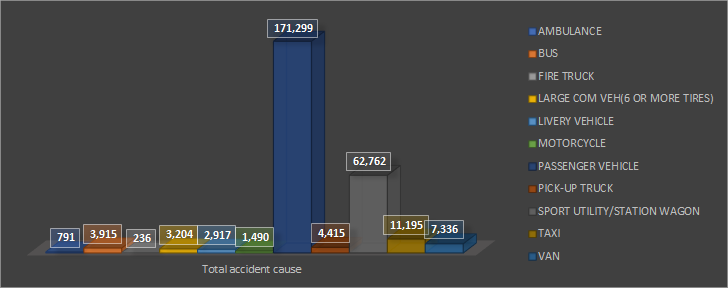 171,299
62,762
791
3,915
236
3,204
2,917
1,490
4,415
11,195
7,336
Total accident cause
AMBULANCE
BUS
FIRE TRUCK
LARGE COM VEH(6 OR MORE TIRES)
LIVERY VEHICLE
MOTORCYCLE
PASSENGER VEHICLE
PICK-UP TRUCK
SPORT UTILITY/STATION WAGON
TAXI
VAN